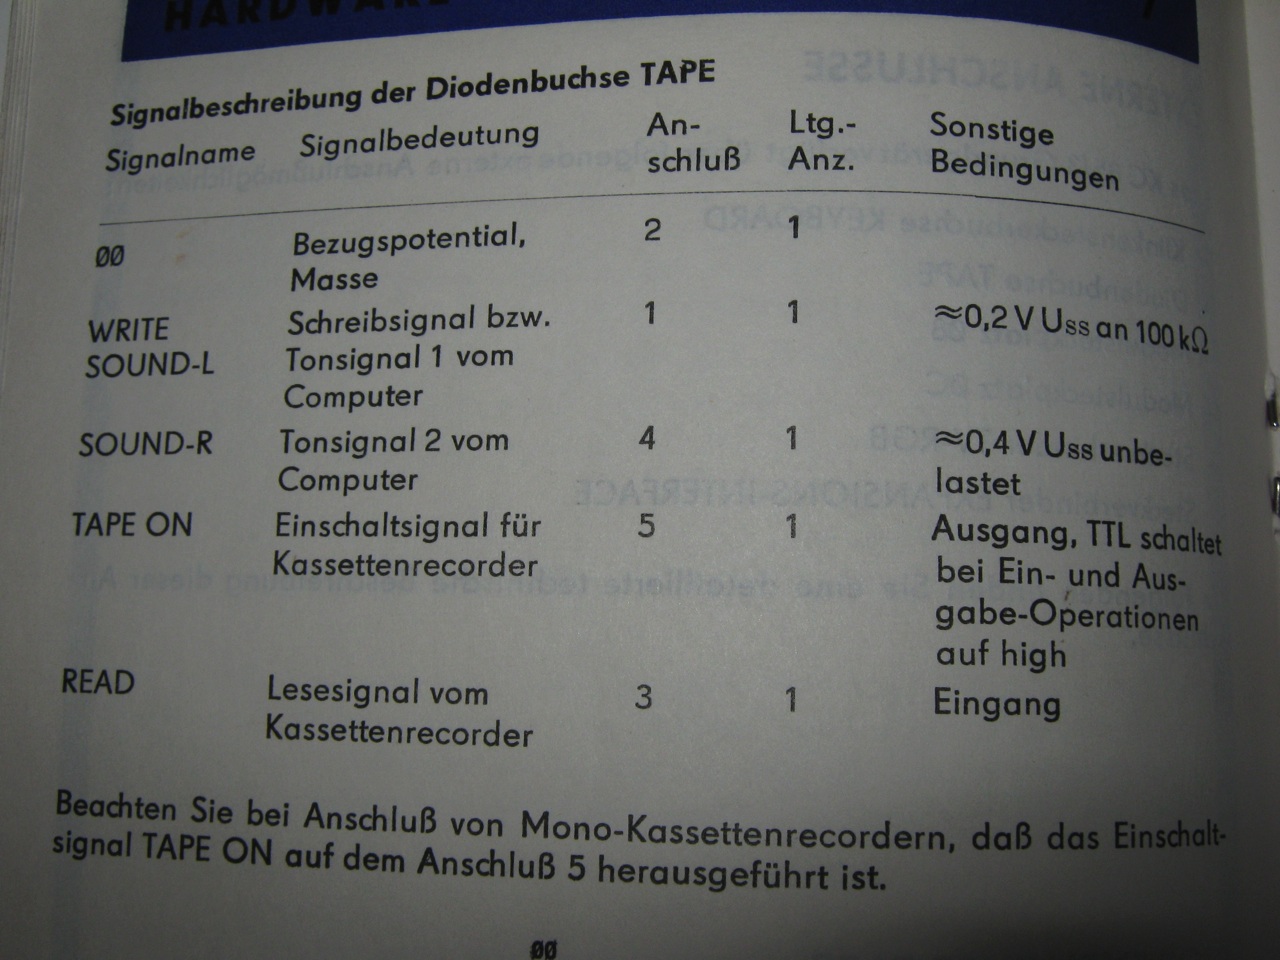 HARDWARE
Signalbeschreibung der Diodenbuchse TAPE
Signalname Signalbedeutung An-schluß Ltg.-Anz. Sonstige Bedingungen
00 Bezugspotential, 2 1
Masse
WRITE Schreibsignal bzw. 1 1 ≈0,2 V Uss an 100 kΩ
SOUND-L Tonsignal 1 vom
Computer
SOUND-R Tonsignal 2 vom 4 1 ≈0,4 V Uss unbe-
Computer lastet
TAPE ON Einschaltsignal für 5 1 Ausgang, TTL schaltet
Kassettenrecorder bei Ein- und Aus-
gabe-Operationen
auf high
READ Lesesignal vom 3 1 Eingang
Kassettenrecorder
Beachten Sie bei Anschluß von Mono-Kassettenrecordern, daß das Einschalt-
signal TAPE ON auf dem Anschluß 5 herausgeführt ist.
00